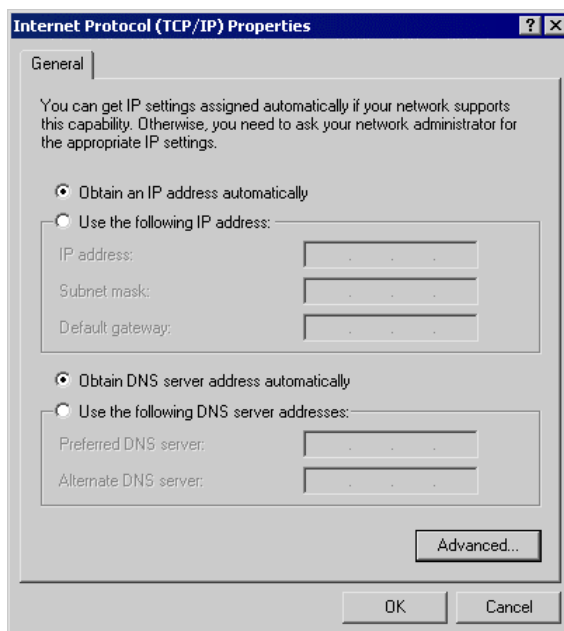 Internet Protocol (TCP/IP) Properties
General
You can get IP settings assigned automatically if your network supports
this capability. Otherwise, you need to ask your network administrator for
the appropriate IP settings.
Obtain an IP address automatically
Use the following IP address:
IP address:
Subnet mask:
Default gateway:
Obtain DNS server address automatically
Use the following DNS server addresses:
Preferred DNS server:
Alternate DNS server:
Advanced...
OK Cancel